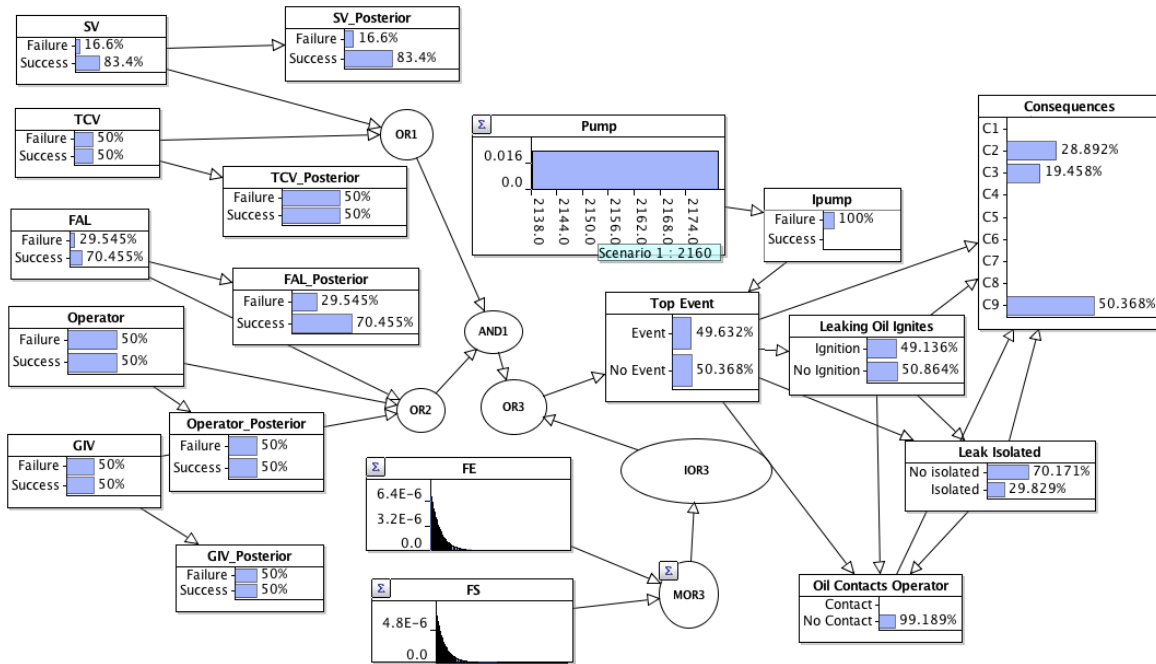 SV
Failure 16.6%
Success 83.4%
SV_Posterior
Failure 16.6%
Success 83.4%
TCV
Failure 50%
Success 50%
OR1
TCV_Posterior
Failure 50%
Success 50%
FAL
Failure 29.545%
Success 70.455%
FAL_Posterior
Failure 29.545%
Success 70.455%
Operator
Failure 50%
Success 50%
AND1
OR2
Operator_Posterior
Failure 50%
Success 50%
GIV
Failure 50%
Success 50%
GIV_Posterior
Failure 50%
Success 50%
Σ
Pump
0.016
0.0
2138.0
2144.0
2150.0
2156.0
2162.0
2168.0
2174.0
Scenario 1 : 2160
Ipump
Failure 100%
Success
Top Event
Event 49.632%
No Event 50.368%
OR3
IOR3
Σ
FE
6.4E-6
3.2E-6
0.0
Σ
FS
4.8E-6
0.0
Σ
MOR3
Leaking Oil Ignites
Ignition 49.136%
No Ignition 50.864%
Leak Isolated
No isolated 70.171%
Isolated 29.829%
Oil Contacts Operator
Contact
No Contact 99.189%
Consequences
C1
C2 28.892%
C3 19.458%
C4
C5
C6
C7
C8
C9 50.368%